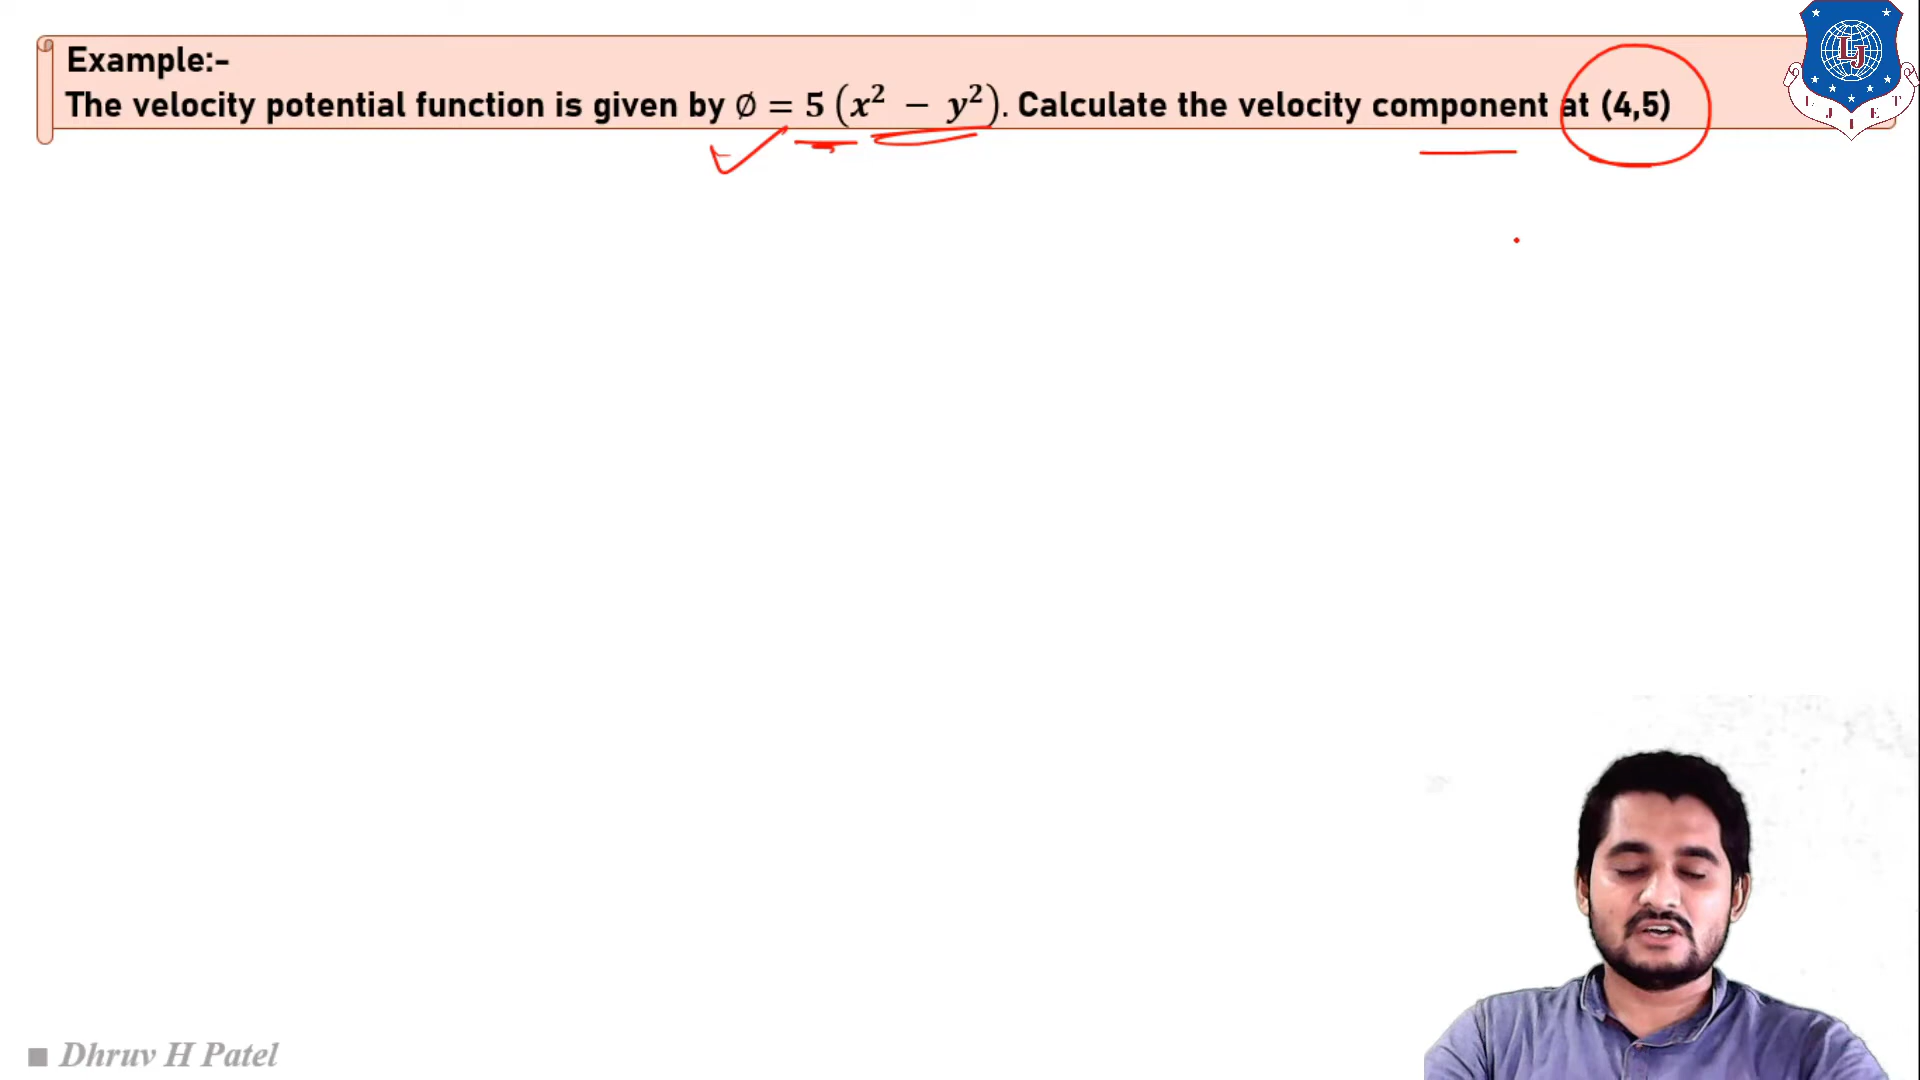 Example:-
The velocity potential function is given by ∅ = 5 (x² − y²). Calculate the velocity component at (4,5)
LJ
L J I E T
■ Dhruv H Patel